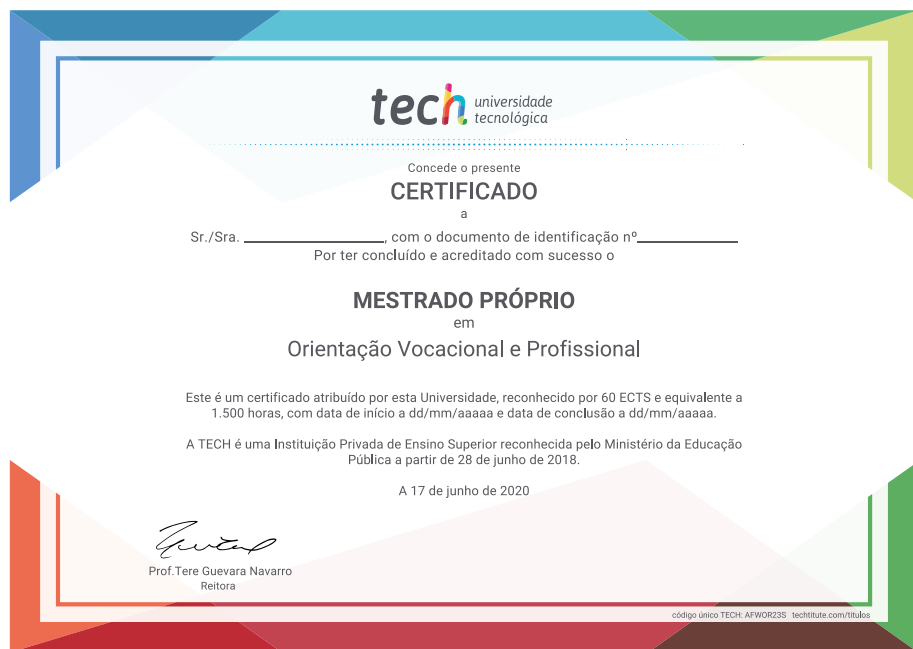 tech universidade
tecnológica
Concede o presente
CERTIFICADO
a
Sr./Sra. ________________, com o documento de identificação nº____________
Por ter concluído e acreditado com sucesso o
MESTRADO PRÓPRIO
em
Orientação Vocacional e Profissional
Este é um certificado atribuído por esta Universidade, reconhecido por 60 ECTS e equivalente a
1.500 horas, com data de início a dd/mm/aaaaa e data de conclusão a dd/mm/aaaaa.
A TECH é uma Instituição Privada de Ensino Superior reconhecida pelo Ministério da Educação
Pública a partir de 28 de junho de 2018.
A 17 de junho de 2020
Prof.Tere Guevara Navarro
Reitora
código único TECH: AFWOR23S techtitute.com/titulos